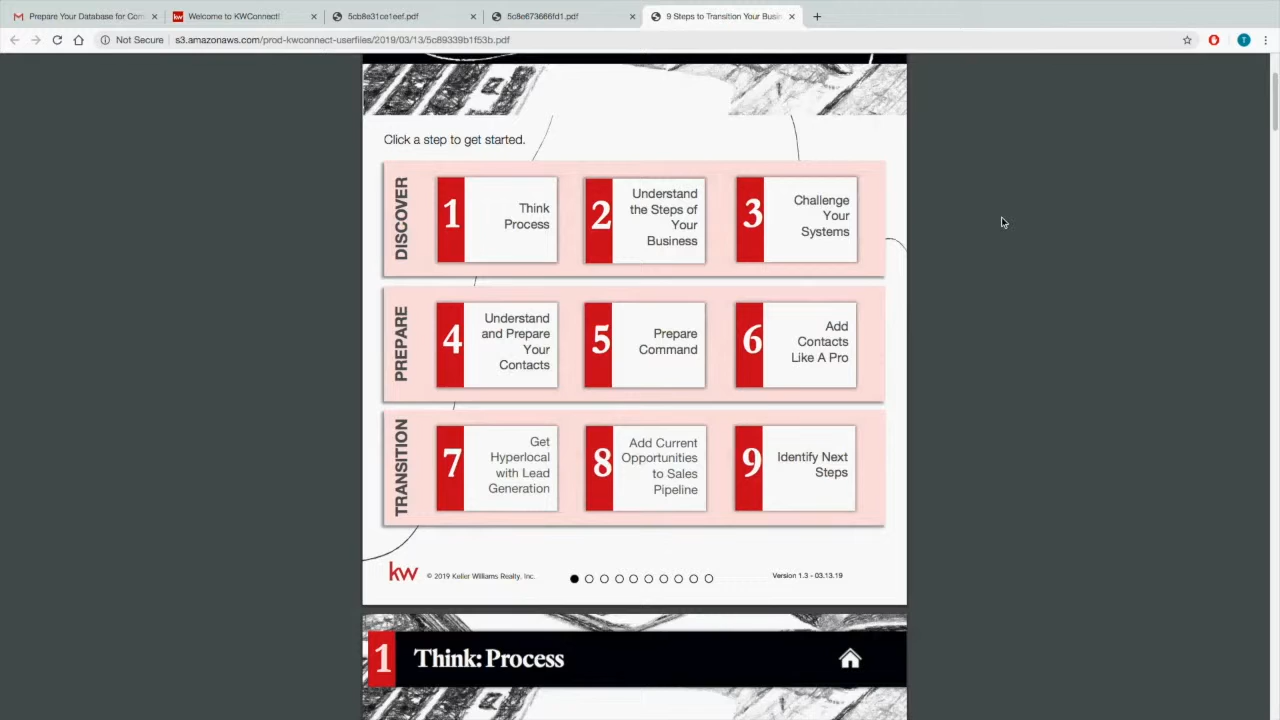 Prepare Your Database for Com
Welcome to KWConnect!
5cb8e31ce1eef.pdf
5c8e673666fd1.pdf
9 Steps to Transition Your Busin
Not Secure
s3.amazonaws.com/prod-kwconnect-userfiles/2019/03/13/5c89339b1f53b.pdf
T
Click a step to get started.
DISCOVER
1
Think
Process
2
Understand
the Steps of
Your
Business
3
Challenge
Your
Systems
PREPARE
4
Understand
and Prepare
Your
Contacts
5
Prepare
Command
6
Add
Contacts
Like A Pro
TRANSITION
7
Get
Hyperlocal
with Lead
Generation
8
Add Current
Opportunities
to Sales
Pipeline
9
Identify Next
Steps
kw
© 2019 Keller Williams Realty, Inc.
Version 1.3 - 03.13.19
1
Think: Process